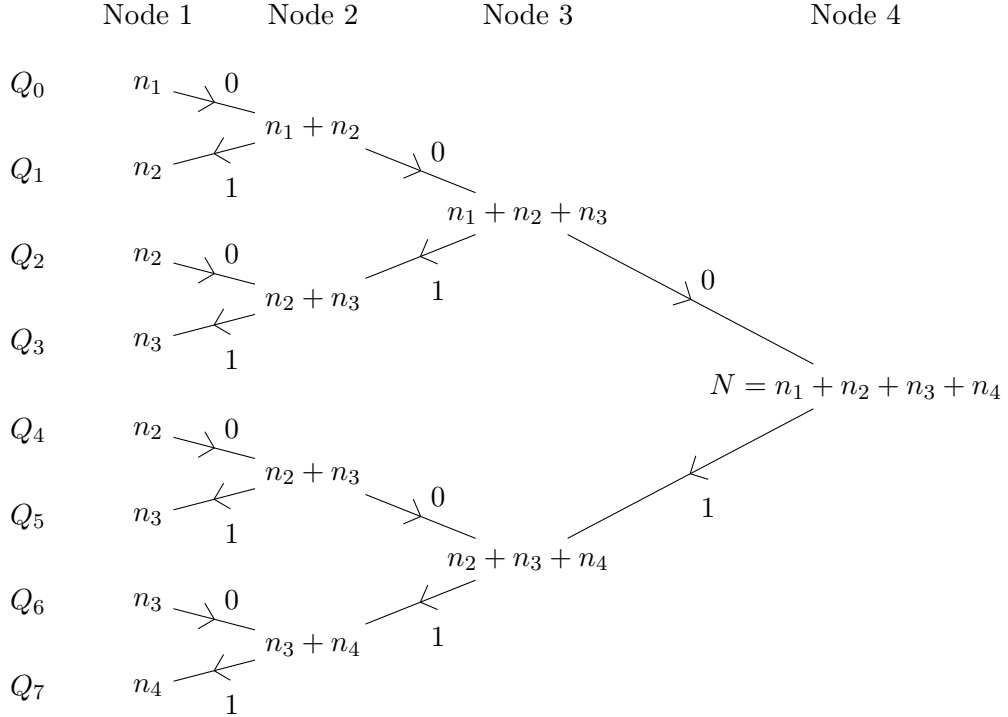 Node 1 Node 2 Node 3 Node 4
Q₀ n₁ 0
n₁ + n₂
Q₁ n₂ 1 0
n₁ + n₂ + n₃
Q₂ n₂ 0
n₂ + n₃ 1 0
Q₃ n₃ 1
N = n₁ + n₂ + n₃ + n₄
Q₄ n₂ 0
n₂ + n₃
Q₅ n₃ 1 0 1
n₂ + n₃ + n₄
Q₆ n₃ 0
n₃ + n₄ 1
Q₇ n₄ 1